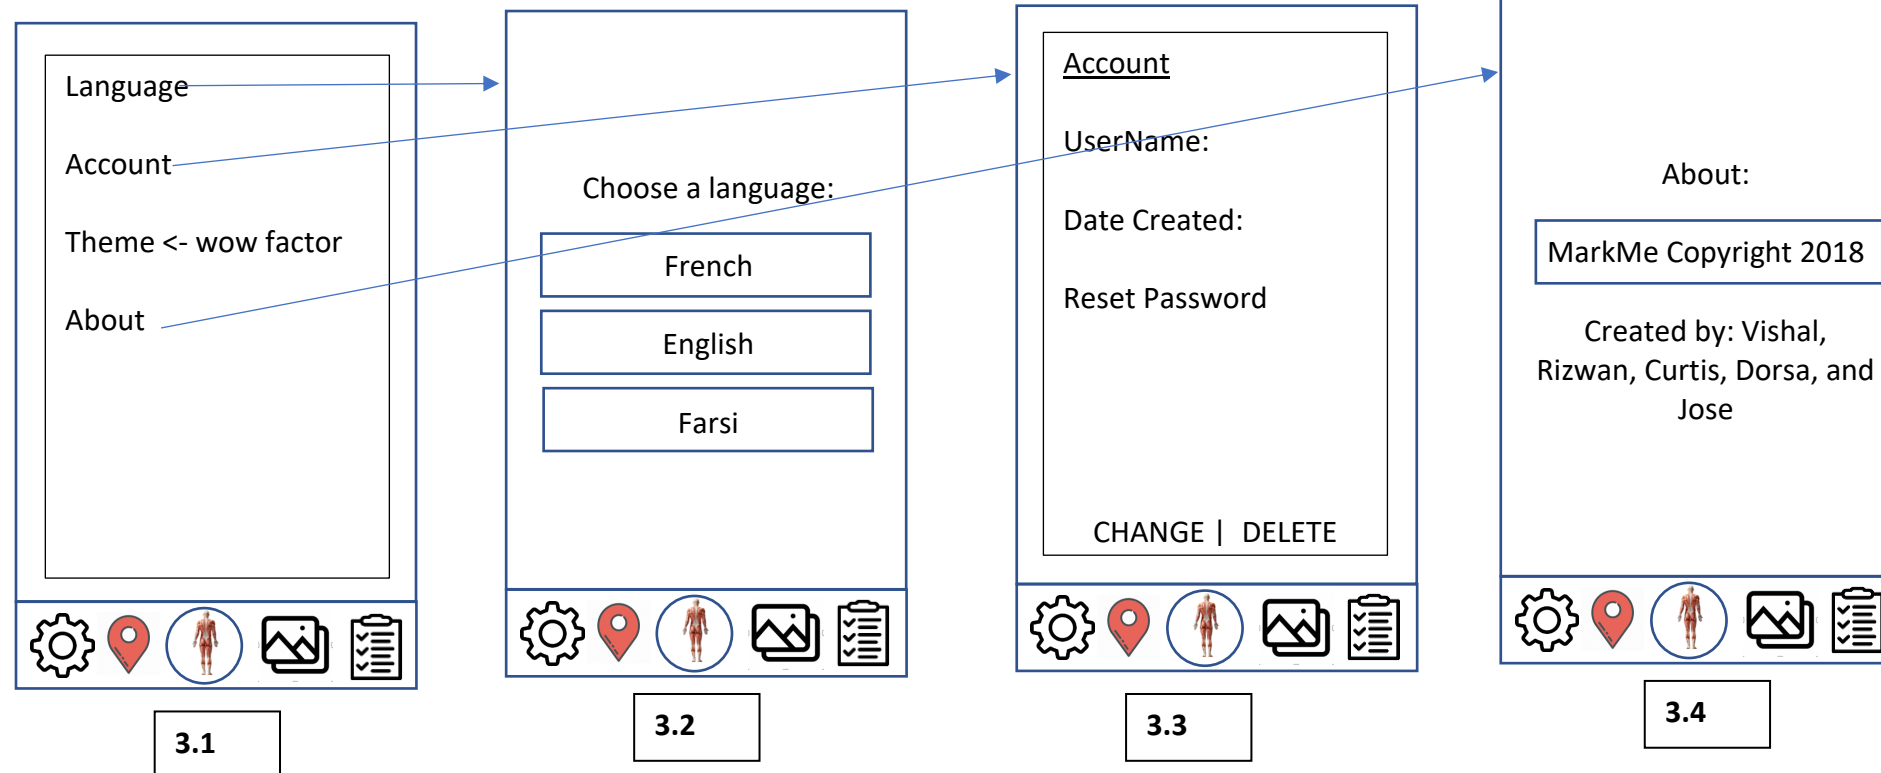 Language
Account
Theme <- wow factor
About
3.1
Choose a language:
French
English
Farsi
3.2
Account
UserName:
Date Created:
Reset Password
CHANGE | DELETE
3.3
About:
MarkMe Copyright 2018
Created by: Vishal,
Rizwan, Curtis, Dorsa, and
Jose
3.4